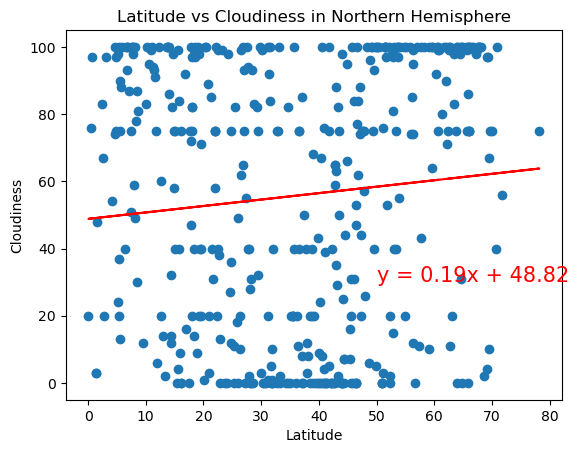 Latitude vs Cloudiness in Northern Hemisphere
100
80
60
40
20
0
Cloudiness
y = 0.19x + 48.82
0 10 20 30 40 50 60 70 80
Latitude